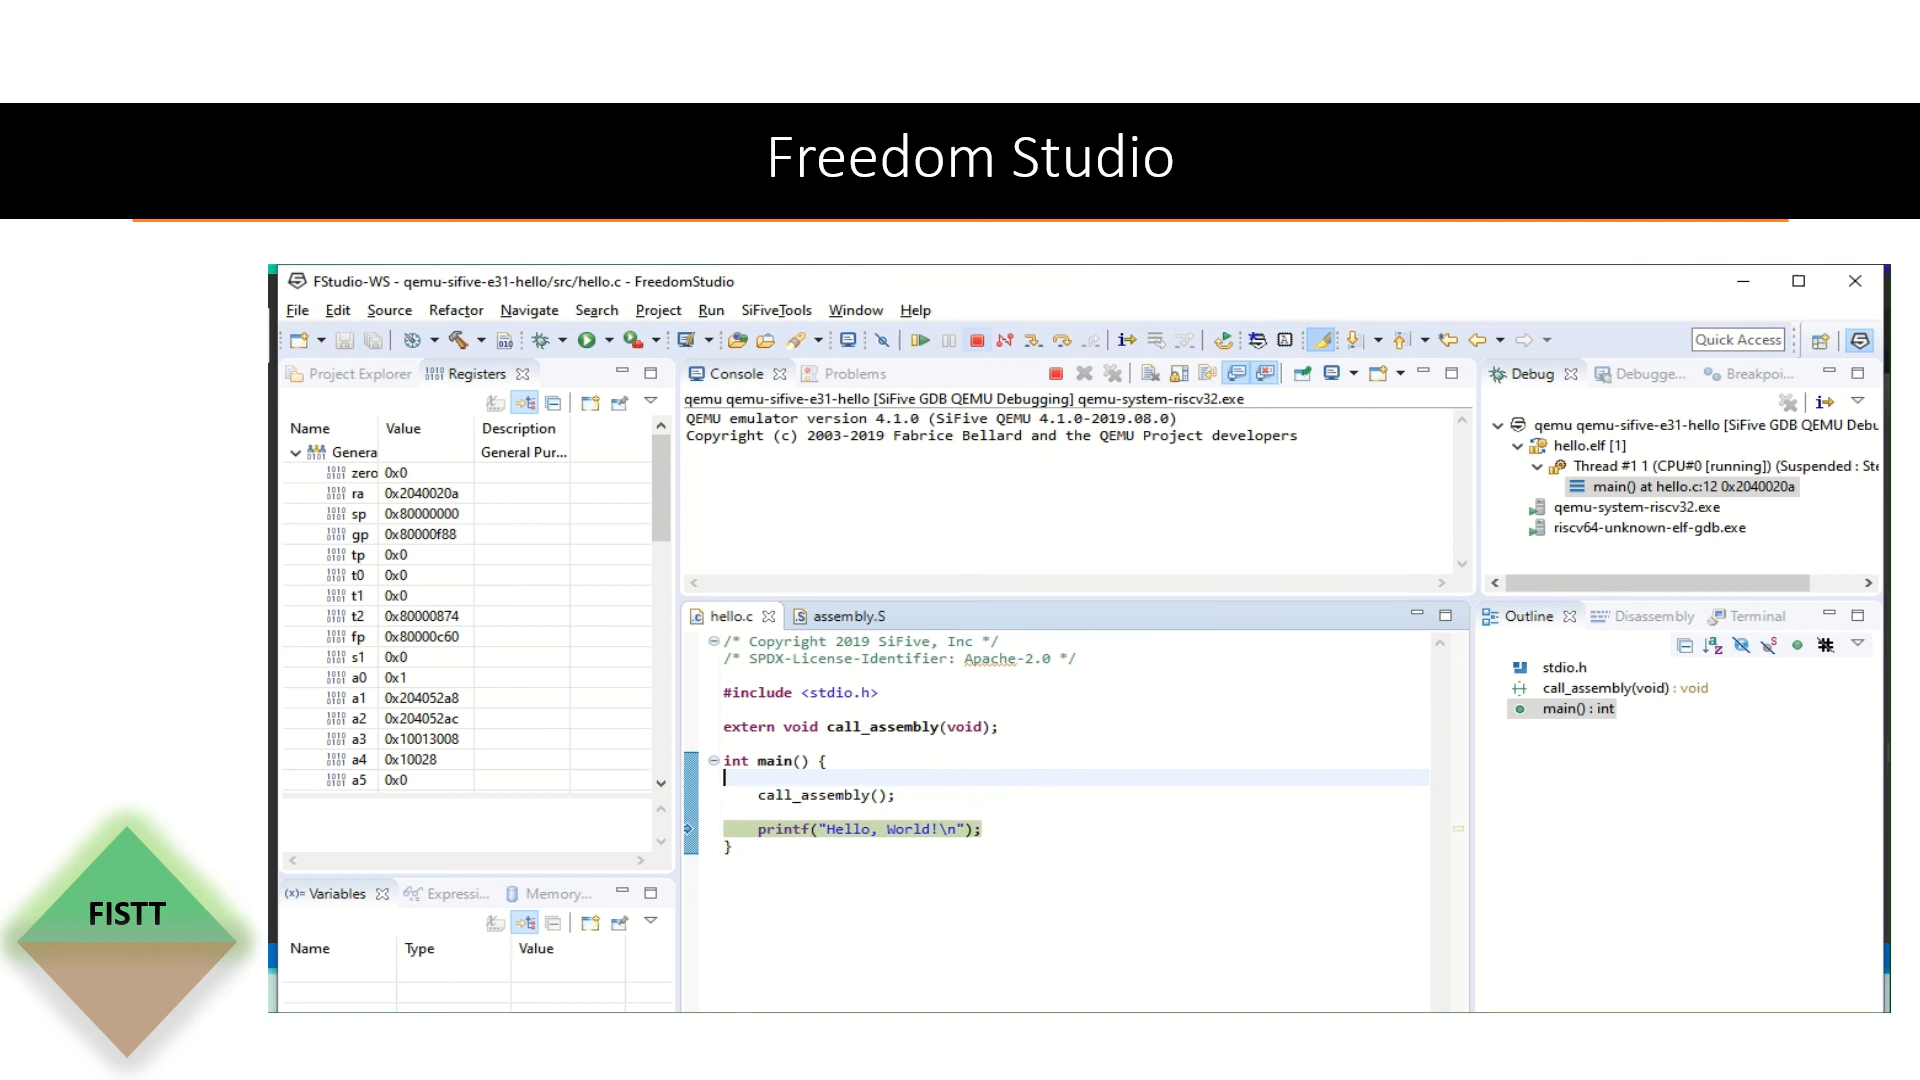 Freedom Studio
FStudio-WS - qemu-sifive-e31-hello/src/hello.c - FreedomStudio
File Edit Source Refactor Navigate Search Project Run SiFiveTools Window Help
Quick Access
Project Explorer Registers
Name Value Description
Genera General Pur...
zero 0x0
ra 0x2040020a
sp 0x80000000
gp 0x80000f88
tp 0x0
t0 0x0
t1 0x0
t2 0x80000874
fp 0x80000c60
s1 0x0
a0 0x1
a1 0x204052a8
a2 0x204052ac
a3 0x10013008
a4 0x10028
a5 0x0
(x)= Variables Expressi... Memory...
Name Type Value
Console Problems
qemu qemu-sifive-e31-hello [SiFive GDB QEMU Debugging] qemu-system-riscv32.exe
QEMU emulator version 4.1.0 (SiFive QEMU 4.1.0-2019.08.0)
Copyright (c) 2003-2019 Fabrice Bellard and the QEMU Project developers
hello.c assembly.S
/* Copyright 2019 SiFive, Inc */
/* SPDX-License-Identifier: Apache-2.0 */
#include <stdio.h>
extern void call_assembly(void);
int main() {
call_assembly();
printf("Hello, World!\n");
}
Debug Debugge... Breakpoi...
qemu qemu-sifive-e31-hello [SiFive GDB QEMU Debu
hello.elf [1]
Thread #1 1 (CPU#0 [running]) (Suspended : Ste
main() at hello.c:12 0x2040020a
qemu-system-riscv32.exe
riscv64-unknown-elf-gdb.exe
Outline Disassembly Terminal
stdio.h
call_assembly(void) : void
main() : int
FISTT